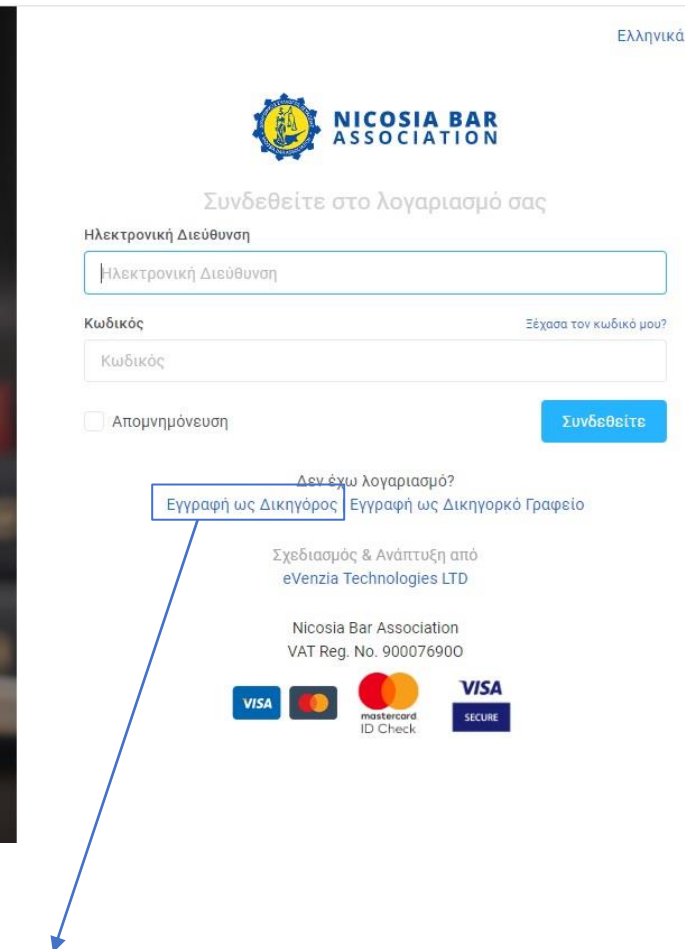 Ελληνικά
NICOSIA BAR
ASSOCIATION
Συνδεθείτε στο λογαριασμό σας
Ηλεκτρονική Διεύθυνση
Ηλεκτρονική Διεύθυνση
Κωδικός Ξέχασα τον κωδικό μου?
Κωδικός
Απομνημόνευση Συνδεθείτε
Δεν έχω λογαριασμό?
Εγγραφή ως Δικηγόρος Εγγραφή ως Δικηγορκό Γραφείο
Σχεδιασμός & Ανάπτυξη από
eVenzia Technologies LTD
Nicosia Bar Association
VAT Reg. No. 90007690O
VISA mastercard ID Check VISA SECURE